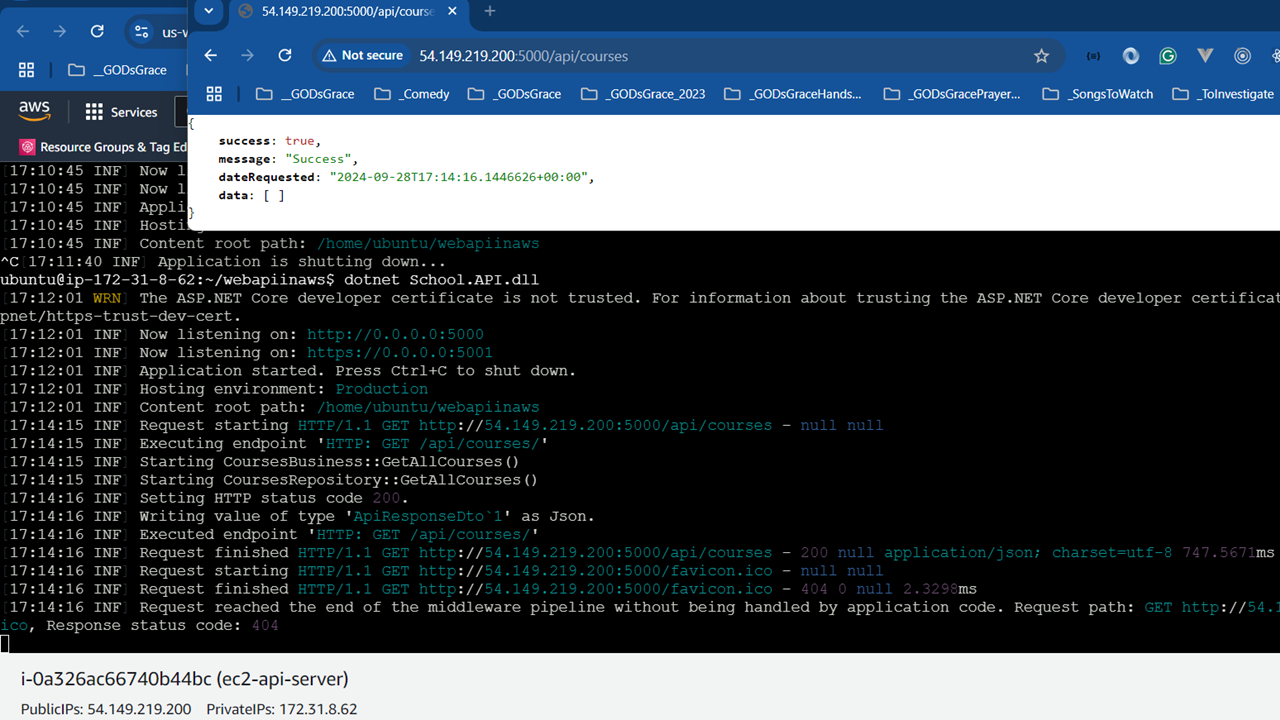 54.149.219.200:5000/api/course
us-w
Not secure 54.149.219.200:5000/api/courses
__GODsGrace
__GODsGrace _Comedy _GODsGrace _GODsGrace_2023 _GODsGraceHands... _GODsGracePrayer... _SongsToWatch _ToInvestigate
aws Services
Resource Groups & Tag Ed
{
success: true,
message: "Success",
dateRequested: "2024-09-28T17:14:16.1446626+00:00",
data: [ ]
}
[17:10:45 INF] Now l
[17:10:45 INF] Now l
[17:10:45 INF] Appli
[17:10:45 INF] Hosti
[17:10:45 INF] Content root path: /home/ubuntu/webapiinaws
^C[17:11:40 INF] Application is shutting down...
ubuntu@ip-172-31-8-62:~/webapiinaws$ dotnet School.API.dll
[17:12:01 WRN] The ASP.NET Core developer certificate is not trusted. For information about trusting the ASP.NET Core developer certificat
pnet/https-trust-dev-cert.
[17:12:01 INF] Now listening on: http://0.0.0.0:5000
[17:12:01 INF] Now listening on: https://0.0.0.0:5001
[17:12:01 INF] Application started. Press Ctrl+C to shut down.
[17:12:01 INF] Hosting environment: Production
[17:12:01 INF] Content root path: /home/ubuntu/webapiinaws
[17:14:15 INF] Request starting HTTP/1.1 GET http://54.149.219.200:5000/api/courses - null null
[17:14:15 INF] Executing endpoint 'HTTP: GET /api/courses/'
[17:14:15 INF] Starting CoursesBusiness::GetAllCourses()
[17:14:15 INF] Starting CoursesRepository::GetAllCourses()
[17:14:16 INF] Setting HTTP status code 200.
[17:14:16 INF] Writing value of type 'ApiResponseDto`1' as Json.
[17:14:16 INF] Executed endpoint 'HTTP: GET /api/courses/'
[17:14:16 INF] Request finished HTTP/1.1 GET http://54.149.219.200:5000/api/courses - 200 null application/json; charset=utf-8 747.5671ms
[17:14:16 INF] Request starting HTTP/1.1 GET http://54.149.219.200:5000/favicon.ico - null null
[17:14:16 INF] Request finished HTTP/1.1 GET http://54.149.219.200:5000/favicon.ico - 404 0 null 2.3298ms
[17:14:16 INF] Request reached the end of the middleware pipeline without being handled by application code. Request path: GET http://54.1
ico, Response status code: 404
i-0a326ac66740b44bc (ec2-api-server)
PublicIPs: 54.149.219.200 PrivateIPs: 172.31.8.62